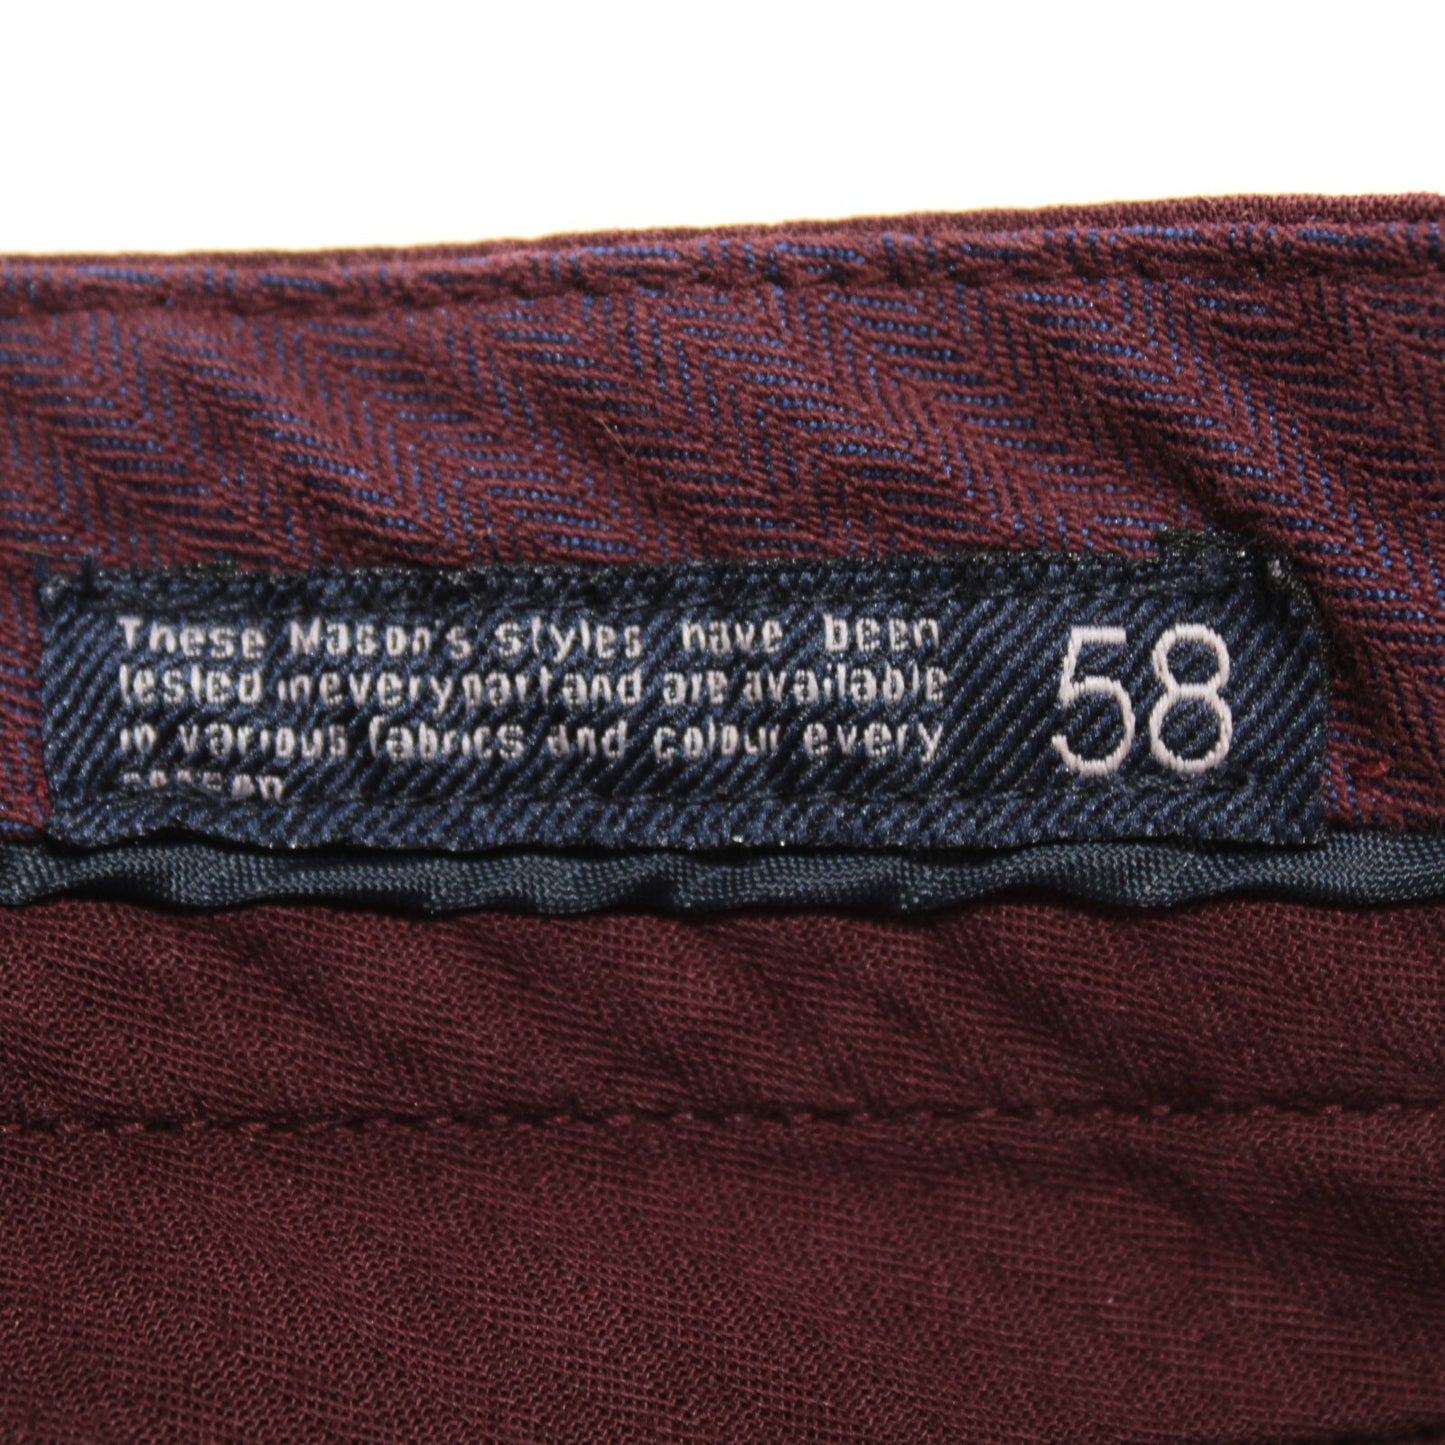 These Mason's styles have been
tested in every part and are available
in various fabrics and colour every
season
58